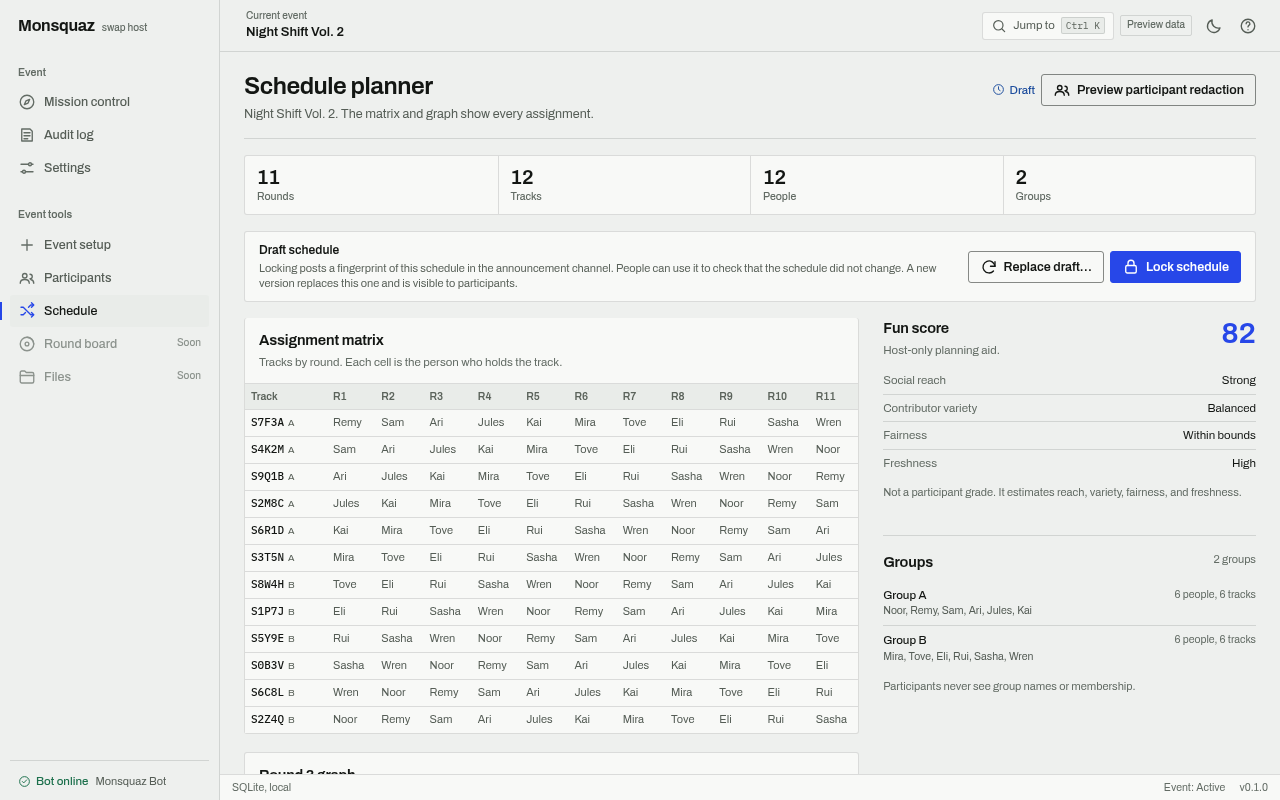 Monsquaz swap host
Event
Mission control
Audit log
Settings
Event tools
Event setup
Participants
Schedule
Round board Soon
Files Soon
Bot online Monsquaz Bot
Current event
Night Shift Vol. 2
Jump to Ctrl K
Preview data
Schedule planner
Night Shift Vol. 2. The matrix and graph show every assignment.
Draft
Preview participant redaction
11
Rounds
12
Tracks
12
People
2
Groups
Draft schedule
Locking posts a fingerprint of this schedule in the announcement channel. People can use it to check that the schedule did not change. A new
version replaces this one and is visible to participants.
Replace draft...
Lock schedule
Assignment matrix
Tracks by round. Each cell is the person who holds the track.
Track R1 R2 R3 R4 R5 R6 R7 R8 R9 R10 R11
S7F3A A Remy Sam Ari Jules Kai Mira Tove Eli Rui Sasha Wren
S4K2M A Sam Ari Jules Kai Mira Tove Eli Rui Sasha Wren Noor
S9Q1B A Ari Jules Kai Mira Tove Eli Rui Sasha Wren Noor Remy
S2M8C A Jules Kai Mira Tove Eli Rui Sasha Wren Noor Remy Sam
S6R1D A Kai Mira Tove Eli Rui Sasha Wren Noor Remy Sam Ari
S3T5N A Mira Tove Eli Rui Sasha Wren Noor Remy Sam Ari Jules
S8W4H B Tove Eli Rui Sasha Wren Noor Remy Sam Ari Jules Kai
S1P7J B Eli Rui Sasha Wren Noor Remy Sam Ari Jules Kai Mira
S5Y9E B Rui Sasha Wren Noor Remy Sam Ari Jules Kai Mira Tove
S0B3V B Sasha Wren Noor Remy Sam Ari Jules Kai Mira Tove Eli
S6C8L B Wren Noor Remy Sam Ari Jules Kai Mira Tove Eli Rui
S2Z4Q B Noor Remy Sam Ari Jules Kai Mira Tove Eli Rui Sasha
Fun score
82
Host-only planning aid.
Social reach Strong
Contributor variety Balanced
Fairness Within bounds
Freshness High
Not a participant grade. It estimates reach, variety, fairness, and freshness.
Groups 2 groups
Group A 6 people, 6 tracks
Noor, Remy, Sam, Ari, Jules, Kai
Group B 6 people, 6 tracks
Mira, Tove, Eli, Rui, Sasha, Wren
Participants never see group names or membership.
SQLite, local
Event: Active v0.1.0